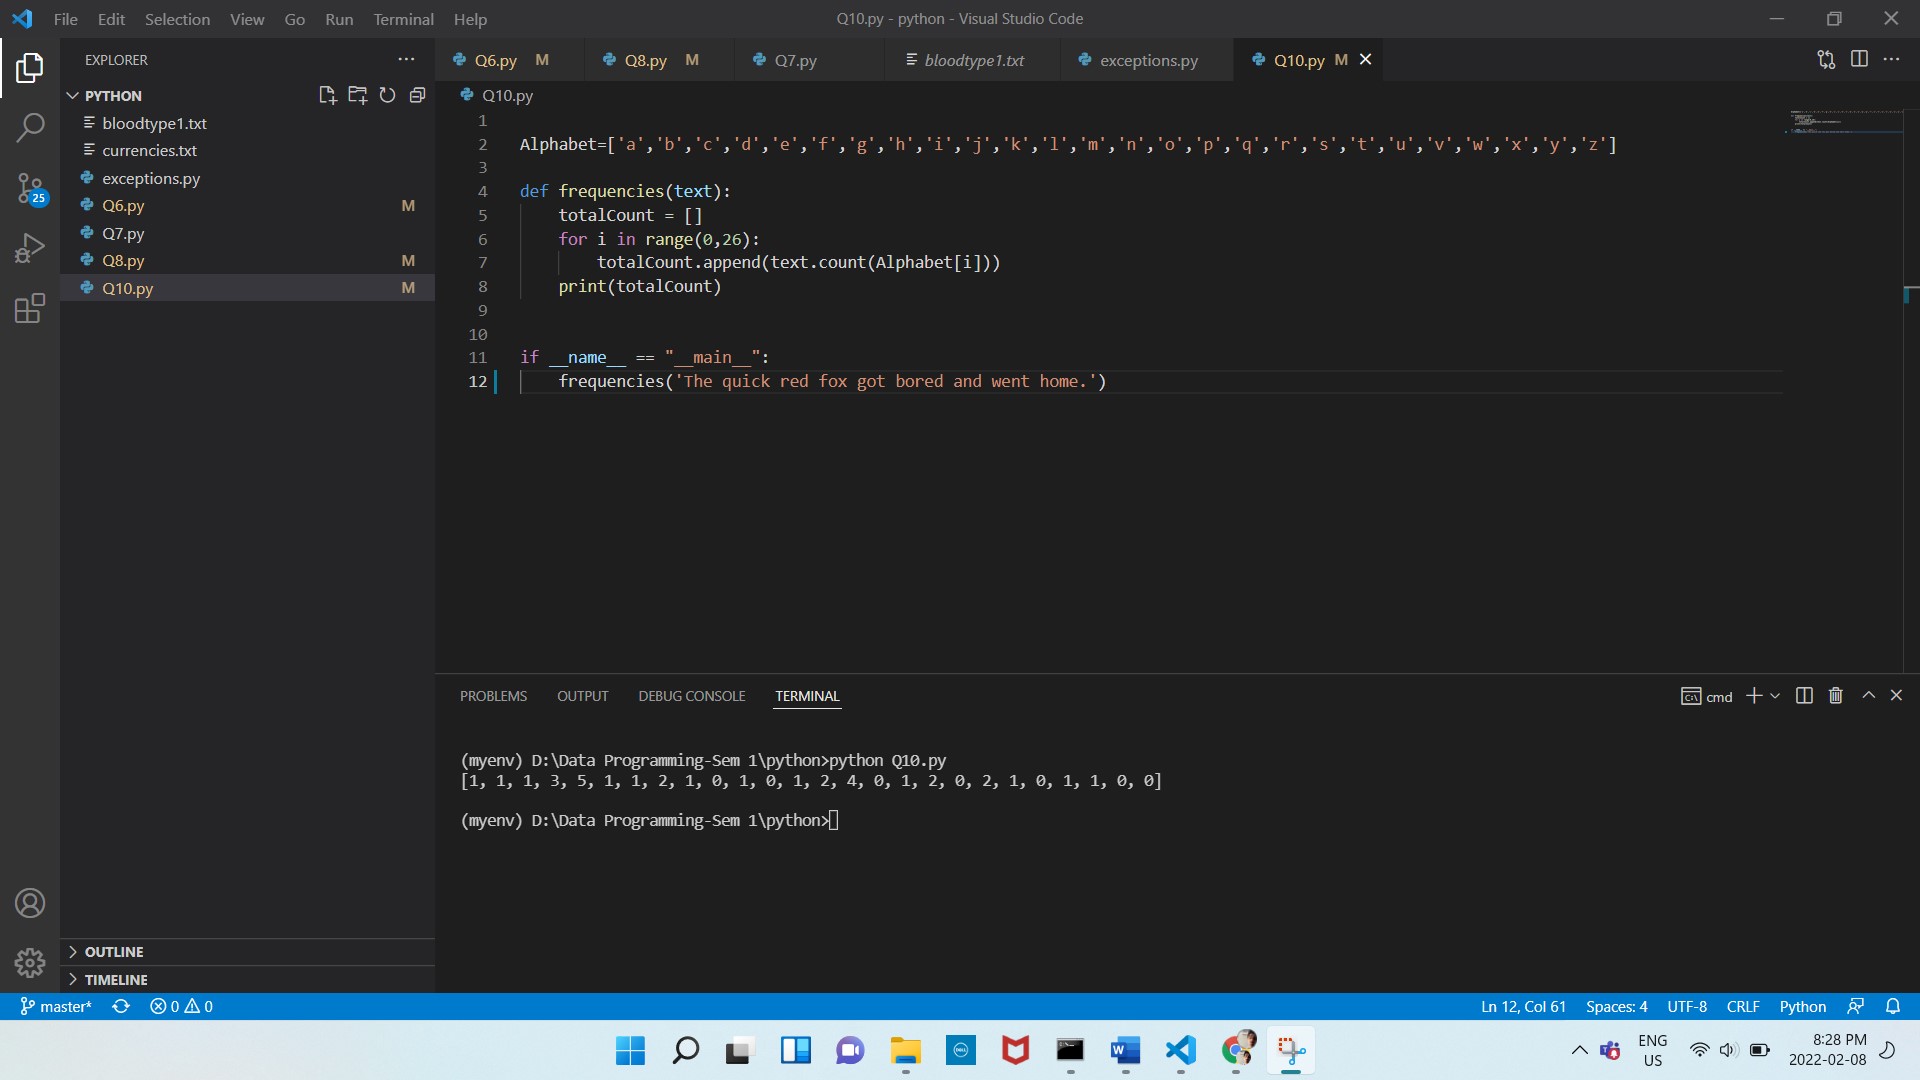 File Edit Selection View Go Run Terminal Help
Q10.py - python - Visual Studio Code
EXPLORER
PYTHON
bloodtype1.txt
currencies.txt
exceptions.py
Q6.py M
Q7.py
Q8.py M
Q10.py M
25
OUTLINE
TIMELINE
Q6.py M Q8.py M Q7.py bloodtype1.txt exceptions.py Q10.py M
Q10.py
1
2 Alphabet=['a','b','c','d','e','f','g','h','i','j','k','l','m','n','o','p','q','r','s','t','u','v','w','x','y','z']
3
4 def frequencies(text):
5 totalCount = []
6 for i in range(0,26):
7 totalCount.append(text.count(Alphabet[i]))
8 print(totalCount)
9
10
11 if __name__ == "__main__":
12 frequencies('The quick red fox got bored and went home.')
PROBLEMS OUTPUT DEBUG CONSOLE TERMINAL
cmd
(myenv) D:\Data Programming-Sem 1\python>python Q10.py
[1, 1, 1, 3, 5, 1, 1, 2, 1, 0, 1, 0, 1, 2, 4, 0, 1, 2, 0, 2, 1, 0, 1, 1, 0, 0]
(myenv) D:\Data Programming-Sem 1\python>
master* 0 0
Ln 12, Col 61 Spaces: 4 UTF-8 CRLF Python
ENG
US
8:28 PM
2022-02-08